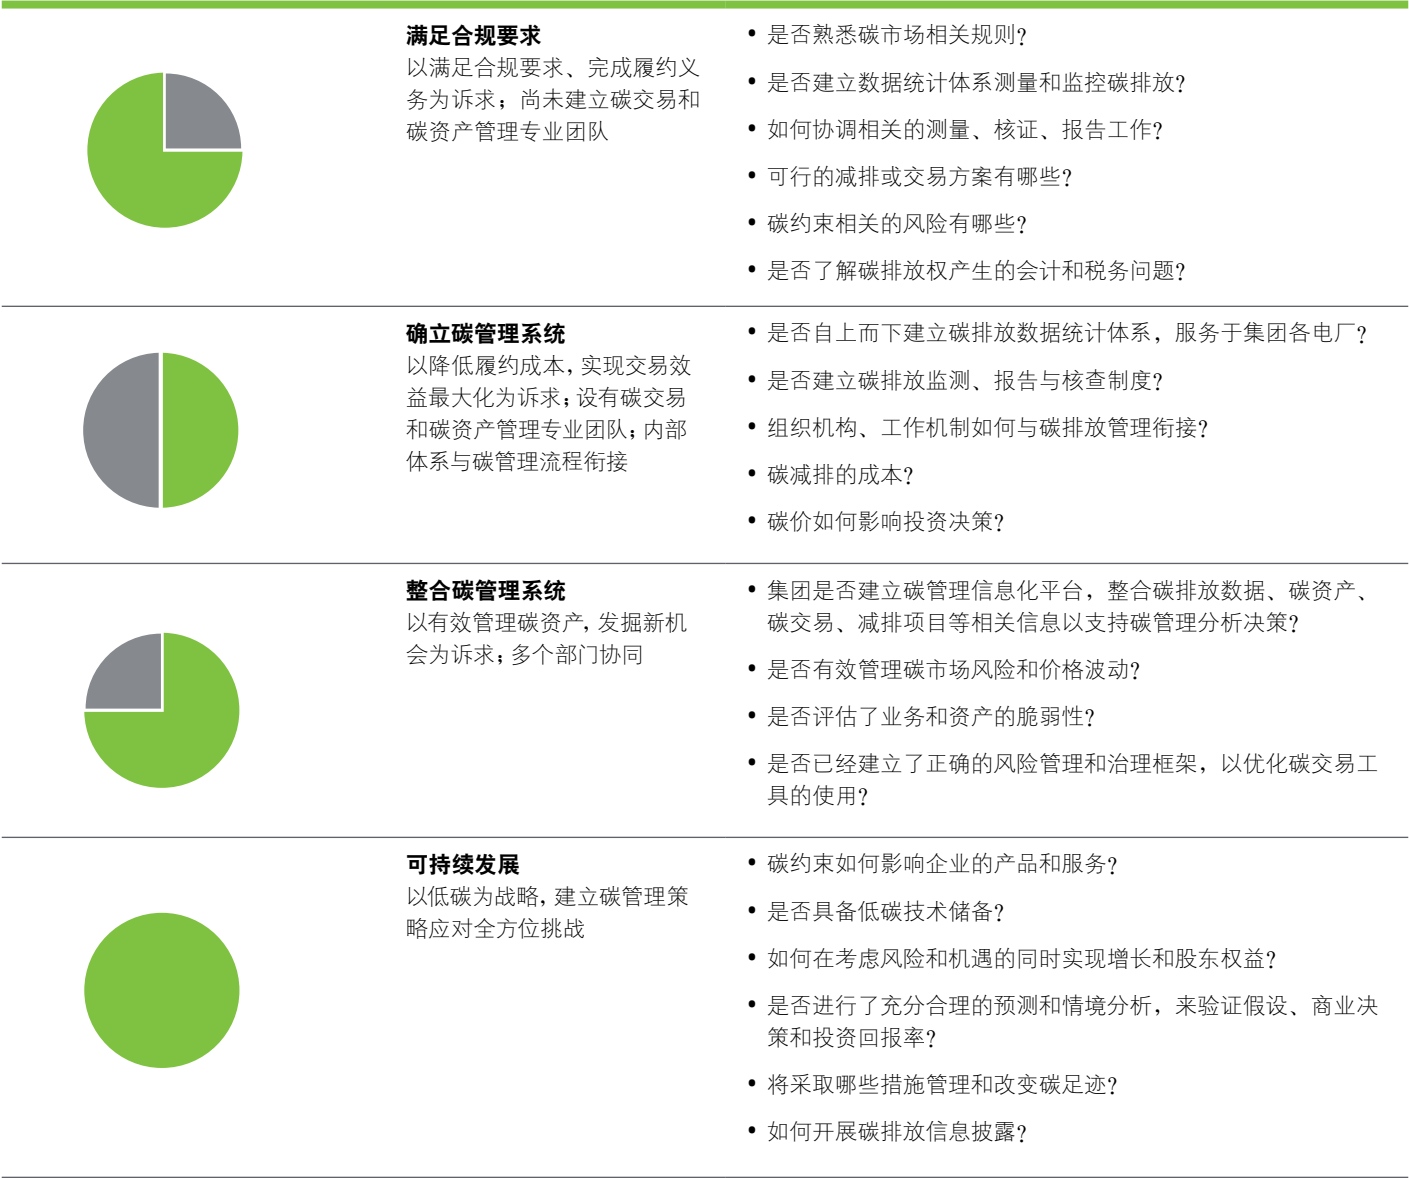 满足合规要求
以满足合规要求、完成履约义
务为诉求；尚未建立碳交易和
碳资产管理专业团队
• 是否熟悉碳市场相关规则?
• 是否建立数据统计体系测量和监控碳排放?
• 如何协调相关的测量、核证、报告工作?
• 可行的减排或交易方案有哪些?
• 碳约束相关的风险有哪些?
• 是否了解碳排放权产生的会计和税务问题?
确立碳管理系统
以降低履约成本，实现交易效
益最大化为诉求；设有碳交易
和碳资产管理专业团队；内部
体系与碳管理流程衔接
• 是否自上而下建立碳排放数据统计体系，服务于集团各电厂?
• 是否建立碳排放监测、报告与核查制度?
• 组织机构、工作机制如何与碳排放管理衔接?
• 碳减排的成本?
• 碳价如何影响投资决策?
整合碳管理系统
以有效管理碳资产，发掘新机
会为诉求；多个部门协同
• 集团是否建立碳管理信息化平台，整合碳排放数据、碳资产、
碳交易、减排项目等相关信息以支持碳管理分析决策?
• 是否有效管理碳市场风险和价格波动?
• 是否评估了业务和资产的脆弱性?
• 是否已经建立了正确的风险管理和治理框架，以优化碳交易工
具的使用?
可持续发展
以低碳为战略，建立碳管理策
略应对全方位挑战
• 碳约束如何影响企业的产品和服务?
• 是否具备低碳技术储备?
• 如何在考虑风险和机遇的同时实现增长和股东权益?
• 是否进行了充分合理的预测和情境分析，来验证假设、商业决
策和投资回报率?
• 将采取哪些措施管理和改变碳足迹?
• 如何开展碳排放信息披露?